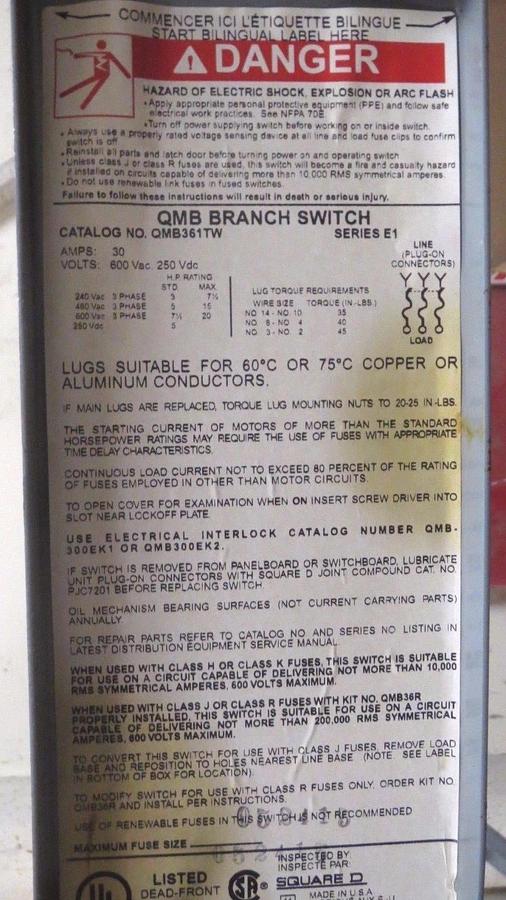 COMMENCER ICI L'ÉTIQUETTE BILINGUE
START BILINGUAL LABEL HERE
DANGER
HAZARD OF ELECTRIC SHOCK, EXPLOSION OR ARC FLASH
• Apply appropriate personal protective equipment (PPE) and follow safe
electrical work practices. See NFPA 70E
• Turn off power supplying switch before working on or inside switch.
• Always use a properly rated voltage sensing device at all line and load fuse clips to confirm
switch is off
• Reinstall all parts and latch door before turning power on and operating switch
• Unless class J or class R fuses are used, this switch will become a fire and casualty hazard
if installed on circuits capable of delivering more than 10,000 RMS symmetrical amperes.
• Do not use renewable link fuses in fused switches.
Failure to follow these instructions will result in death or serious injury.
QMB BRANCH SWITCH
CATALOG NO. QMB361TW SERIES E1
AMPS: 30
VOLTS: 600 Vac, 250 Vdc
LINE
(PLUG-ON
CONNECTORS)
H.P. RATING
STD. MAX.
240 Vac 3 PHASE 3 7½
480 Vac 3 PHASE 5 15
600 Vac 3 PHASE 7½ 20
250 Vdc 5
LUG TORQUE REQUIREMENTS
WIRE SIZE TORQUE (IN-LBS.)
NO 14 - NO. 10 35
NO. 8 - NO 4 40
NO. 3 - NO. 2 45
LOAD
LUGS SUITABLE FOR 60°C OR 75°C COPPER OR
ALUMINUM CONDUCTORS.
IF MAIN LUGS ARE REPLACED, TORQUE LUG MOUNTING NUTS TO 20-25 IN-LBS.
THE STARTING CURRENT OF MOTORS OF MORE THAN THE STANDARD
HORSEPOWER RATINGS MAY REQUIRE THE USE OF FUSES WITH APPROPRIATE
TIME DELAY CHARACTERISTICS.
CONTINUOUS LOAD CURRENT NOT TO EXCEED 80 PERCENT OF THE RATING
OF FUSES EMPLOYED IN OTHER THAN MOTOR CIRCUITS.
TO OPEN COVER FOR EXAMINATION WHEN ON INSERT SCREW DRIVER INTO
SLOT NEAR LOCKOFF PLATE
USE ELECTRICAL INTERLOCK CATALOG NUMBER QMB-
300EK1 OR QMB300EK2.
IF SWITCH IS REMOVED FROM PANELBOARD OR SWITCHBOARD, LUBRICATE
UNIT PLUG-ON CONNECTORS WITH SQUARE D JOINT COMPOUND CAT. NO.
PJC7201 BEFORE REPLACING SWITCH
OIL MECHANISM BEARING SURFACES (NOT CURRENT CARRYING PARTS)
ANNUALLY.
FOR REPAIR PARTS REFER TO CATALOG NO. AND SERIES NO. LISTING IN
LATEST DISTRIBUTION EQUIPMENT SERVICE MANUAL
WHEN USED WITH CLASS H OR CLASS K FUSES, THIS SWITCH IS SUITABLE
FOR USE ON A CIRCUIT CAPABLE OF DELIVERING NOT MORE THAN 10,000
RMS SYMMETRICAL AMPERES, 600 VOLTS MAXIMUM.
WHEN USED WITH CLASS J OR CLASS R FUSES WITH KIT NO. QMB36R
PROPERLY INSTALLED, THIS SWITCH IS SUITABLE FOR USE ON A CIRCUIT
CAPABLE OF DELIVERING NOT MORE THAN 200,000 RMS SYMMETRICAL
AMPERES, 600 VOLTS MAXIMUM.
TO CONVERT THIS SWITCH FOR USE WITH CLASS J FUSES, REMOVE LOAD
BASE AND REPOSITION TO HOLES NEAREST LINE BASE (NOTE: SEE LABEL
IN BOTTOM OF BOX FOR LOCATION).
TO MODIFY SWITCH FOR USE WITH CLASS R FUSES ONLY, ORDER KIT NO.
QMB36R AND INSTALL PER INSTRUCTIONS.
USE OF RENEWABLE FUSES IN THIS SWITCH IS NOT RECOMMENDED
MAXIMUM FUSE SIZE
UL
LISTED
DEAD-FRONT
SA
INSPECTED BY:
INSPECTÉ PAR:
SQUARE D
MADE IN U.S.A